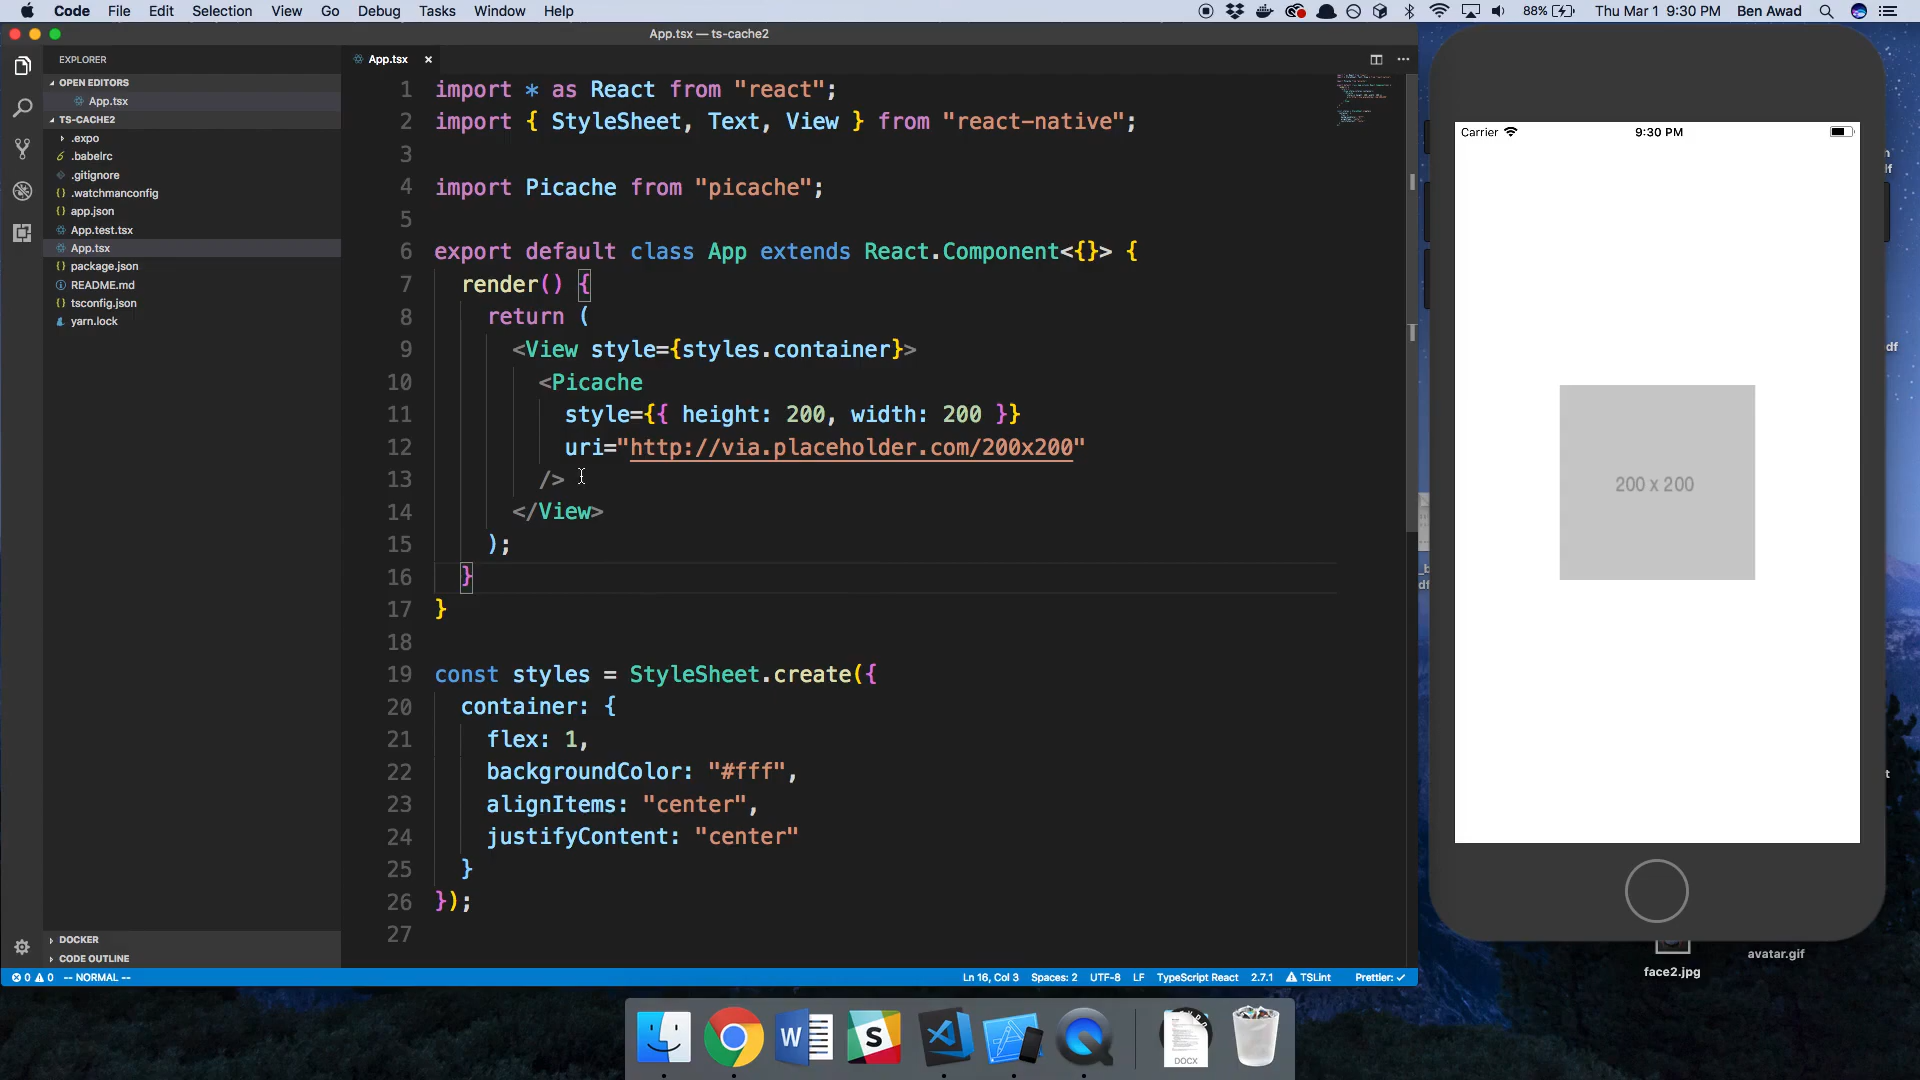 Code File Edit Selection View Go Debug Tasks Window Help
88% Thu Mar 1 9:30 PM Ben Awad
App.tsx — ts-cache2
EXPLORER
OPEN EDITORS
App.tsx
TS-CACHE2
.expo
.babelrc
.gitignore
.watchmanconfig
app.json
App.test.tsx
App.tsx
package.json
README.md
tsconfig.json
yarn.lock
DOCKER
CODE OUTLINE
App.tsx
1 import * as React from "react";
2 import { StyleSheet, Text, View } from "react-native";
3
4 import Picache from "picache";
5
6 export default class App extends React.Component<{}> {
7 render() {
8 return (
9 <View style={styles.container}>
10 <Picache
11 style={{ height: 200, width: 200 }}
12 uri="http://via.placeholder.com/200x200"
13 />
14 </View>
15 );
16 }
17 }
18
19 const styles = StyleSheet.create({
20 container: {
21 flex: 1,
22 backgroundColor: "#fff",
23 alignItems: "center",
24 justifyContent: "center"
25 }
26 });
27
0 0 -- NORMAL -- Ln 16, Col 3 Spaces: 2 UTF-8 LF TypeScript React 2.7.1 TSLint Prettier: ✓
Carrier 9:30 PM
200 x 200
face2.jpg
avatar.gif
DOCX